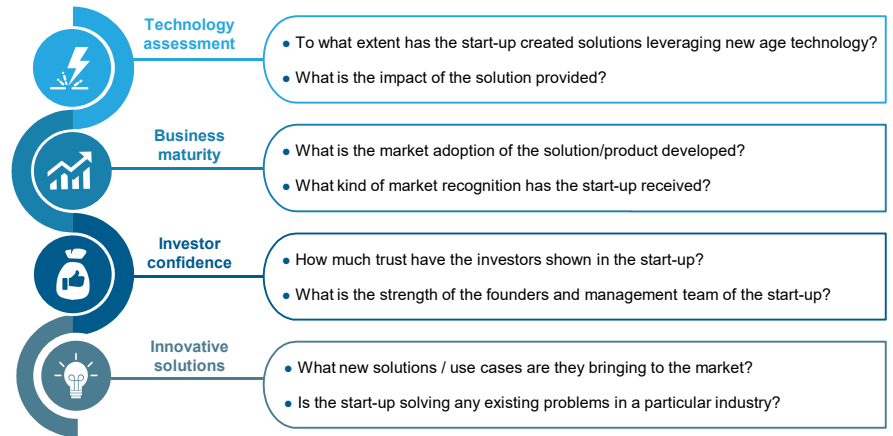 Technology
assessment
● To what extent has the start-up created solutions leveraging new age technology?
● What is the impact of the solution provided?
Business
maturity
● What is the market adoption of the solution/product developed?
● What kind of market recognition has the start-up received?
Investor
confidence
● How much trust have the investors shown in the start-up?
● What is the strength of the founders and management team of the start-up?
Innovative
solutions
● What new solutions / use cases are they bringing to the market?
● Is the start-up solving any existing problems in a particular industry?